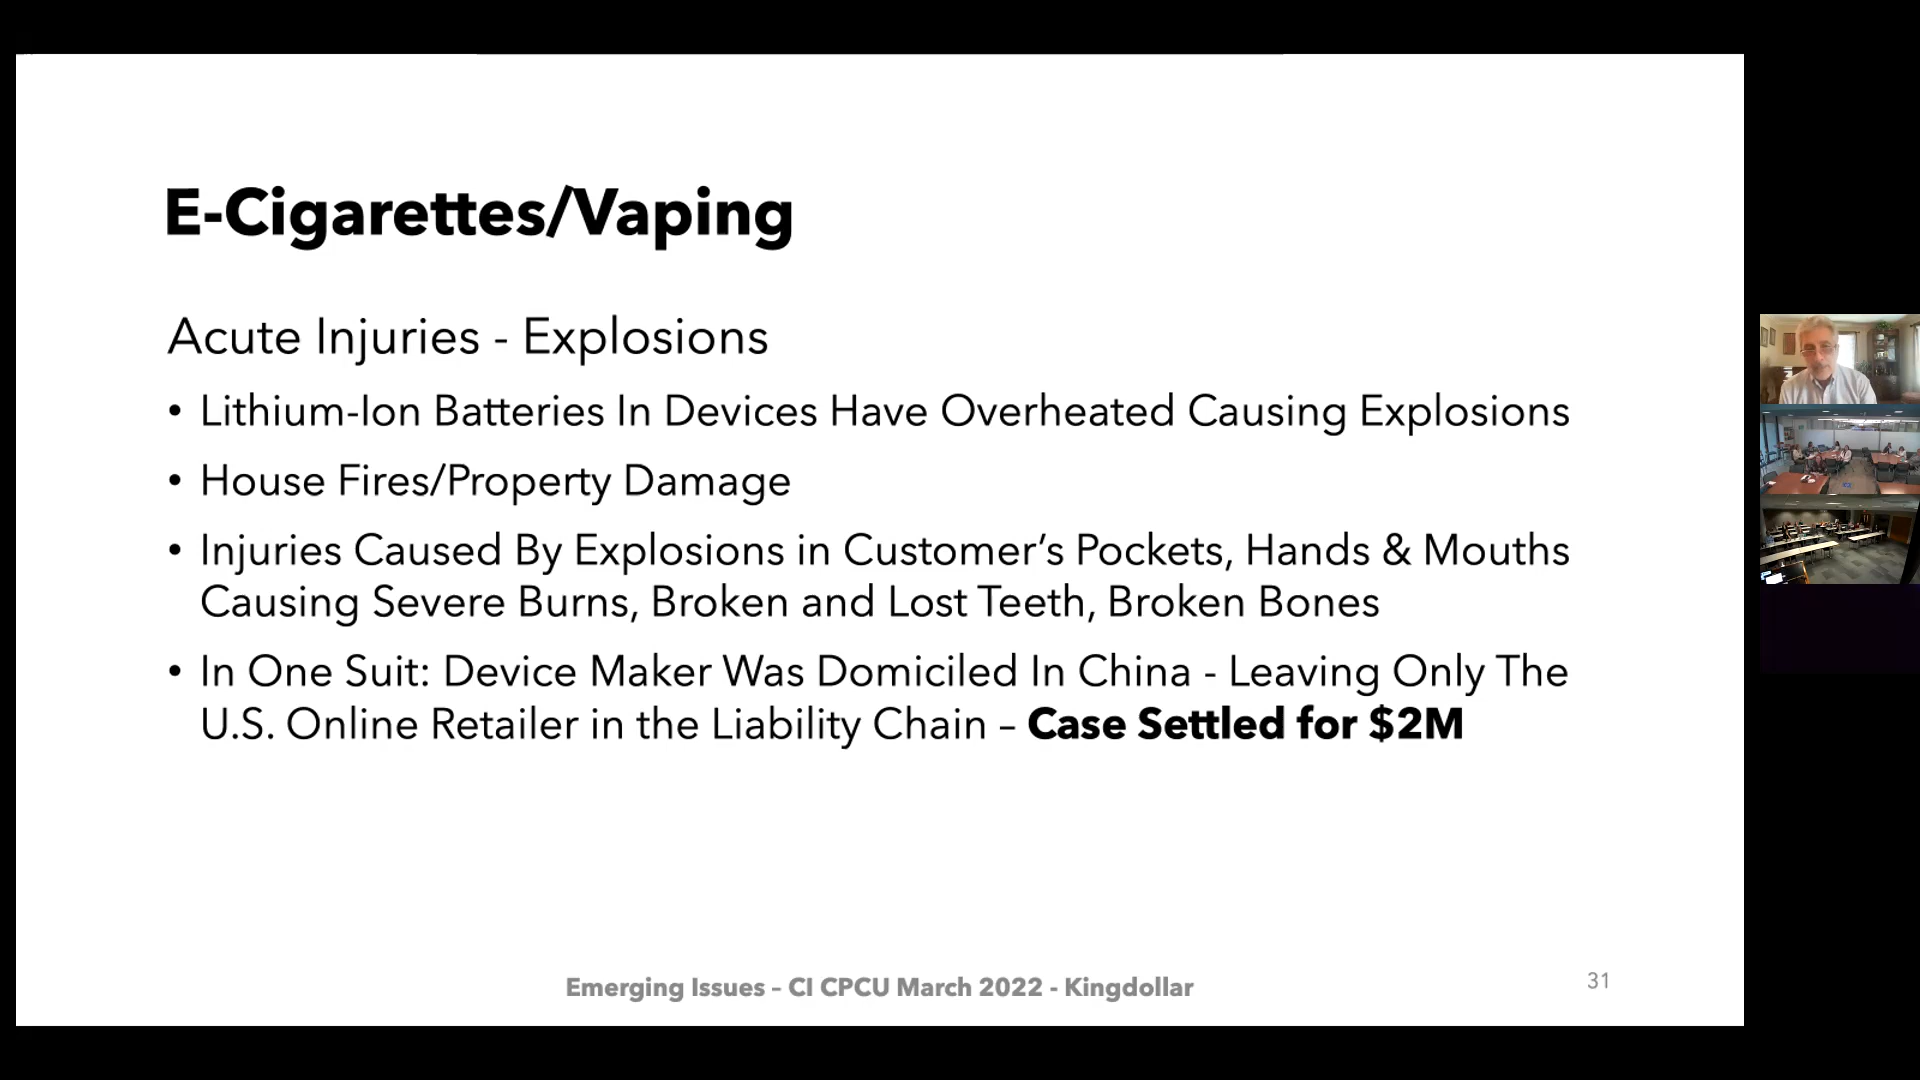 E-Cigarettes/Vaping
Acute Injuries - Explosions
• Lithium-Ion Batteries In Devices Have Overheated Causing Explosions
• House Fires/Property Damage
• Injuries Caused By Explosions in Customer’s Pockets, Hands & Mouths
Causing Severe Burns, Broken and Lost Teeth, Broken Bones
• In One Suit: Device Maker Was Domiciled In China - Leaving Only The
U.S. Online Retailer in the Liability Chain – Case Settled for $2M
Emerging Issues – CI CPCU March 2022 - Kingdollar
31